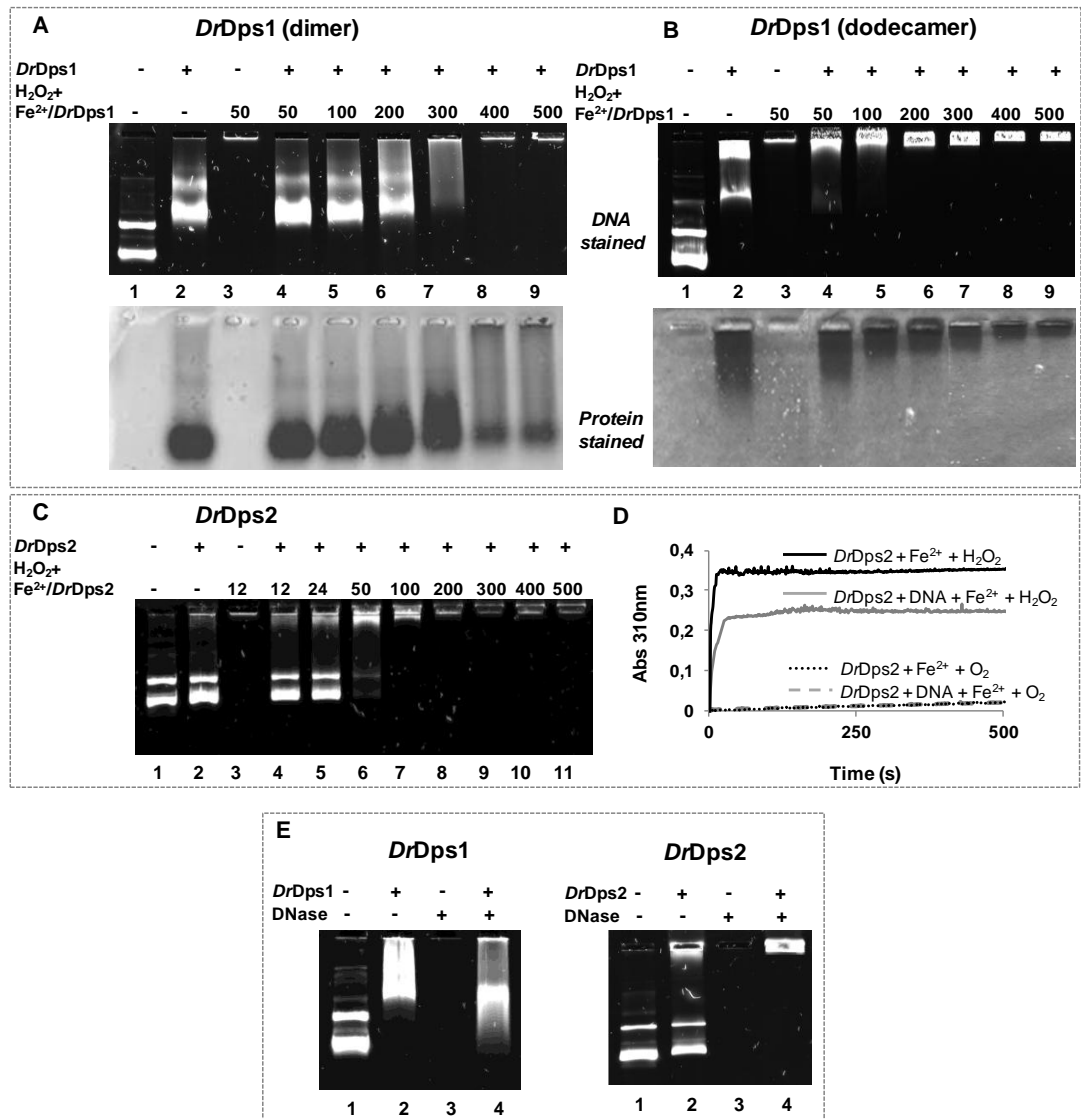 A
DrDps1 (dimer)
DrDps1 - + - + + + + + +
H₂O₂+
Fe²⁺/DrDps1 - - 50 50 100 200 300 400 500
1 2 3 4 5 6 7 8 9
B
DrDps1 (dodecamer)
DrDps1 - + - + + + + + +
H₂O₂+
Fe²⁺/DrDps1 - - 50 50 100 200 300 400 500
DNA
stained
1 2 3 4 5 6 7 8 9
Protein
stained
C
DrDps2
DrDps2 - + - + + + + + + + +
H₂O₂+
Fe²⁺/DrDps2 - - 12 12 24 50 100 200 300 400 500
1 2 3 4 5 6 7 8 9 10 11
D
Abs 310nm
0,4
0,3
0,2
0,1
0
DrDps2 + Fe²⁺ + H₂O₂
DrDps2 + DNA + Fe²⁺ + H₂O₂
DrDps2 + Fe²⁺ + O₂
DrDps2 + DNA + Fe²⁺ + O₂
0 250 500
Time (s)
E
DrDps1
DrDps1 - + - +
DNase - - + +
1 2 3 4
DrDps2
DrDps2 - + - +
DNase - - + +
1 2 3 4